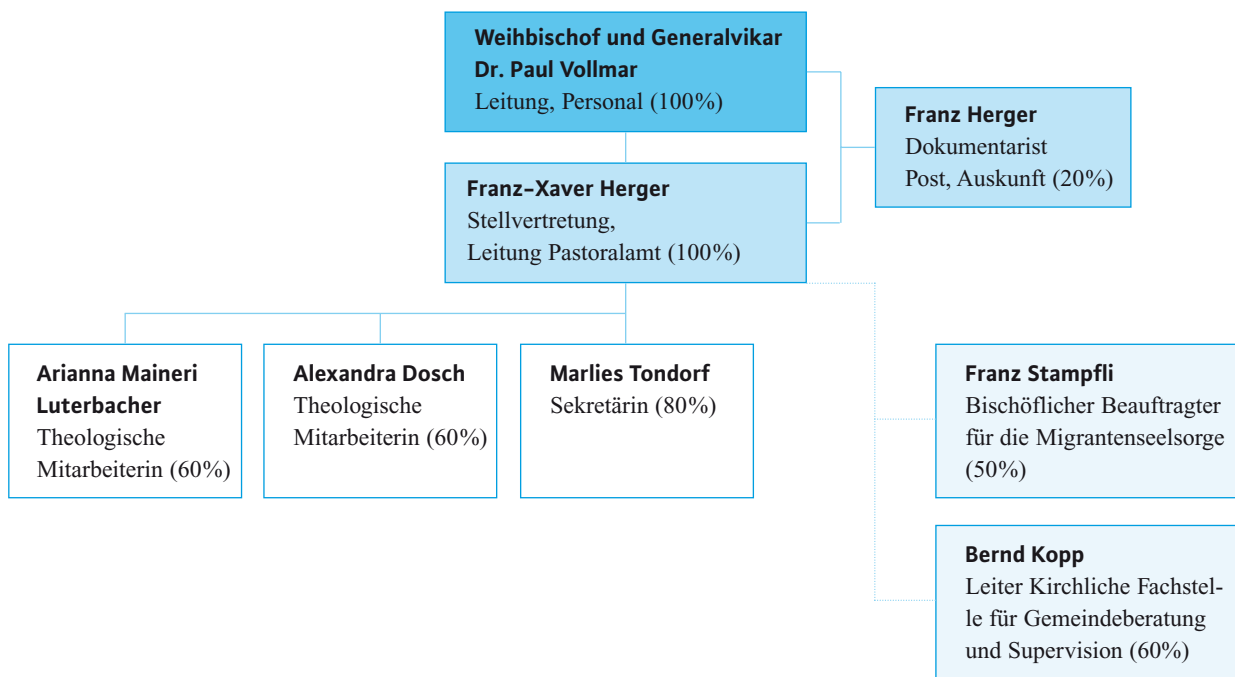 Weihbischof und Generalvikar
Dr. Paul Vollmar
Leitung, Personal (100%)
Franz Herger
Dokumentarist
Post, Auskunft (20%)
Franz-Xaver Herger
Stellvertretung,
Leitung Pastoralamt (100%)
Arianna Maineri
Luterbacher
Theologische
Mitarbeiterin (60%)
Alexandra Dosch
Theologische
Mitarbeiterin (60%)
Marlies Tondorf
Sekretärin (80%)
Franz Stampfli
Bischöflicher Beauftragter
für die Migrantenseelsorge
(50%)
Bernd Kopp
Leiter Kirchliche Fachstel-
le für Gemeindeberatung
und Supervision (60%)